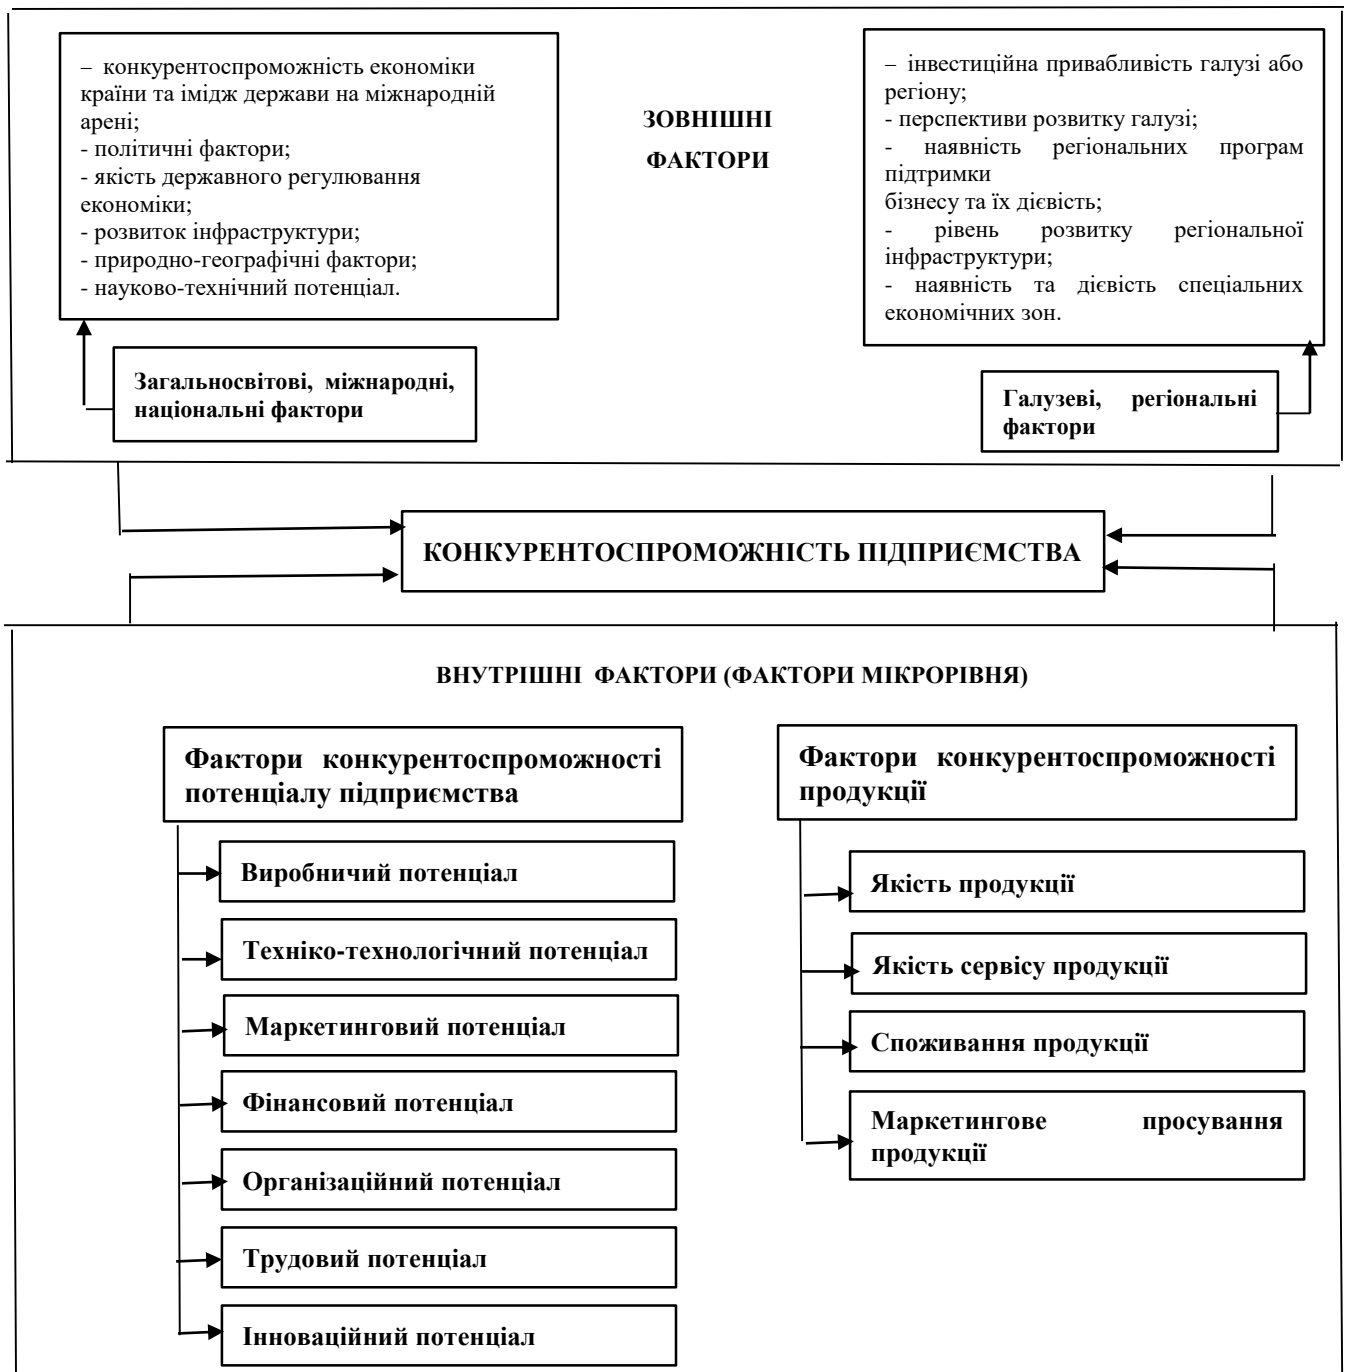 – конкурентоспроможність економіки
країни та імідж держави на міжнародній
арені;
- політичні фактори;
- якість державного регулювання
економіки;
- розвиток інфраструктури;
- природно-географічні фактори;
- науково-технічний потенціал.
ЗОВНІШНІ
ФАКТОРИ
– інвестиційна привабливість галузі або
регіону;
- перспективи розвитку галузі;
- наявність регіональних програм
підтримки
бізнесу та їх дієвість;
- рівень розвитку регіональної
інфраструктури;
- наявність та дієвість спеціальних
економічних зон.
Загальносвітові, міжнародні,
національні фактори
Галузеві, регіональні
фактори
КОНКУРЕНТОСПРОМОЖНІСТЬ ПІДПРИЄМСТВА
ВНУТРІШНІ ФАКТОРИ (ФАКТОРИ МІКРОРІВНЯ)
Фактори конкурентоспроможності
потенціалу підприємства
Виробничий потенціал
Техніко-технологічний потенціал
Маркетинговий потенціал
Фінансовий потенціал
Організаційний потенціал
Трудовий потенціал
Інноваційний потенціал
Фактори конкурентоспроможності
продукції
Якість продукції
Якість сервісу продукції
Споживання продукції
Маркетингове просування
продукції